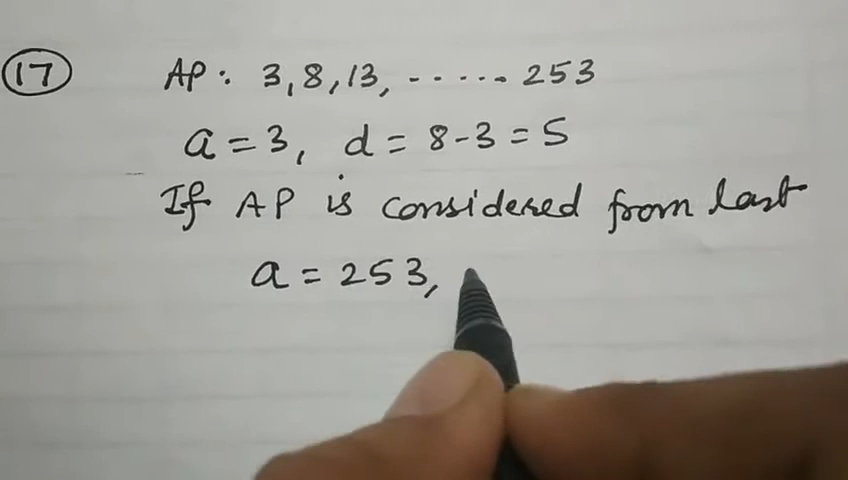 17 AP: 3, 8, 13, ------ 253
a = 3, d = 8-3 = 5
If AP is considered from last
a = 253,